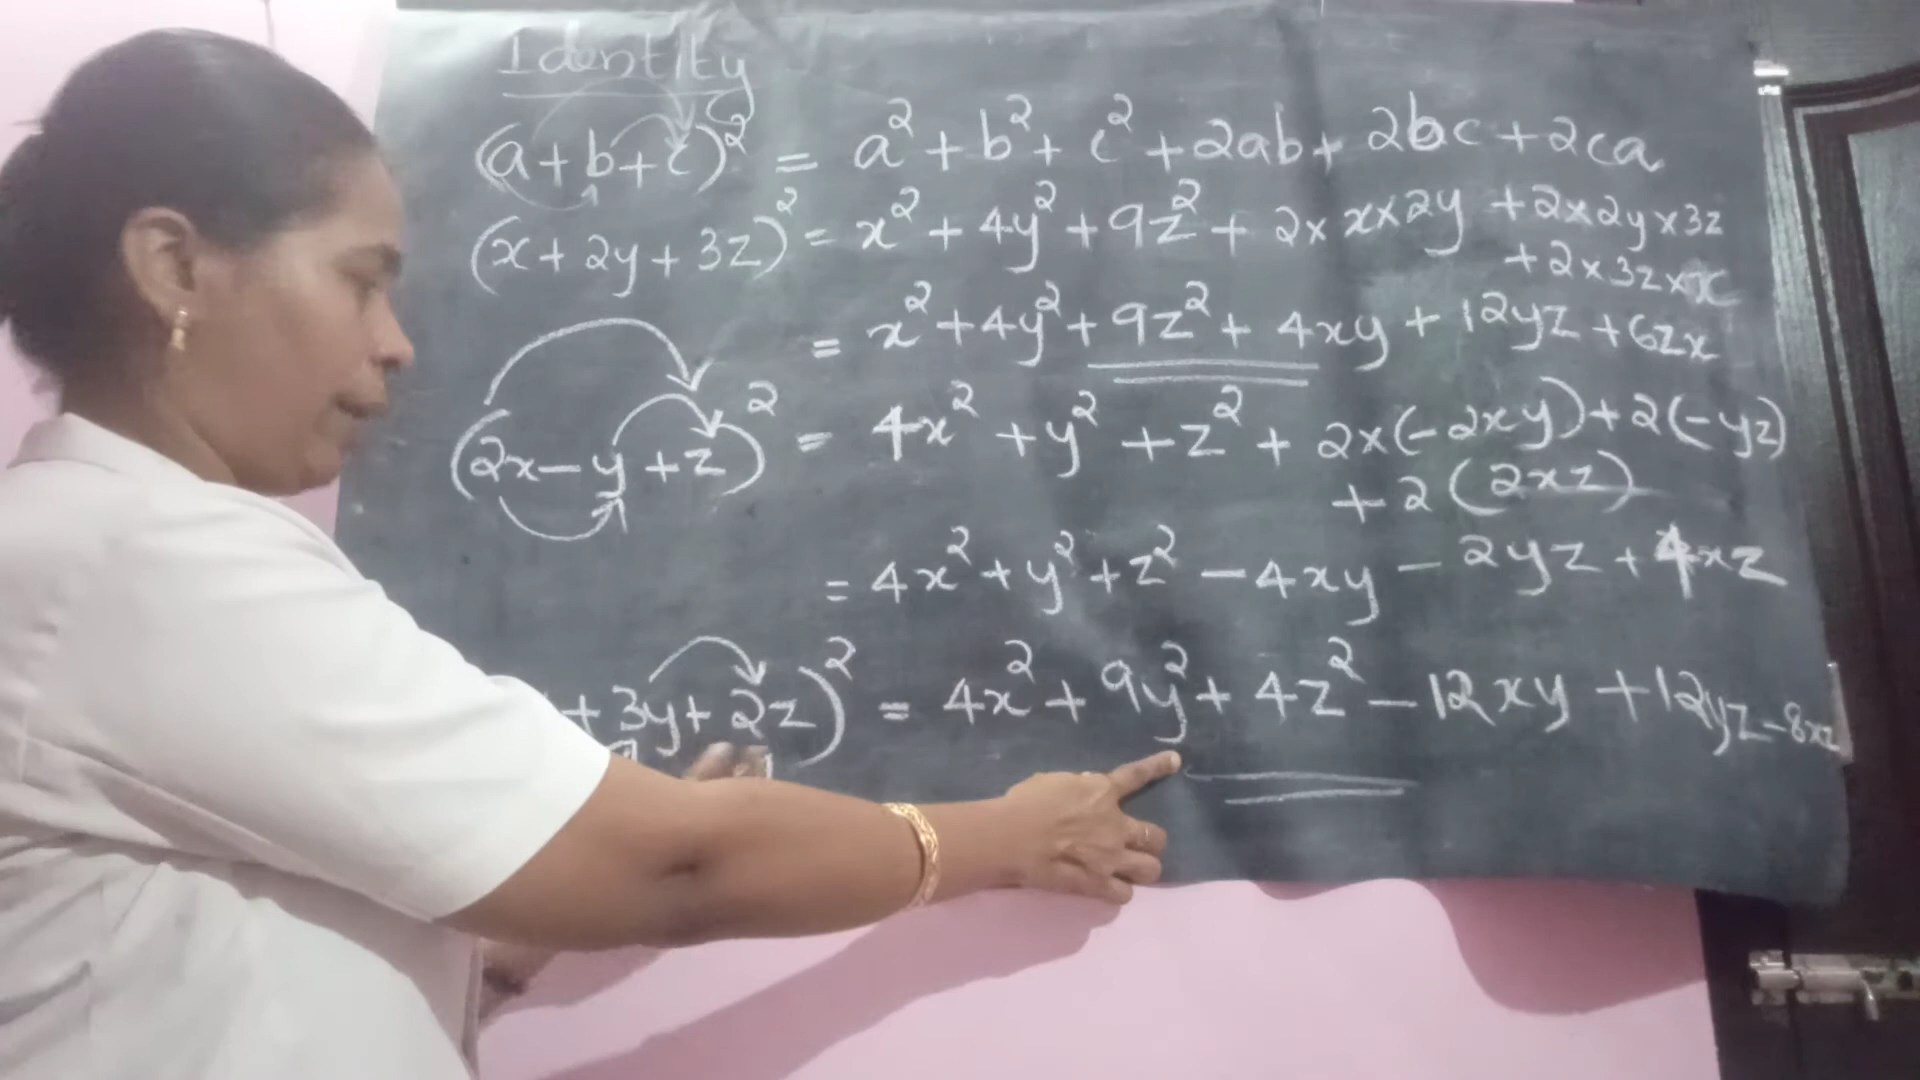 Identity
(a+b+c)² = a²+b²+c²+2ab+2bc+2ca
(x+2y+3z)² = x²+4y²+9z²+2×x×2y+2×2y×3z
+2×3z×x
= x²+4y²+9z²+4xy+12yz+6zx
(2x-y+z)² = 4x²+y²+z²+2×(-2xy)+2(-yz)
+2(2xz)
= 4x²+y²+z²-4xy-2yz+4xz
+3y+2z)² = 4x²+9y²+4z²-12xy+12yz-8xz